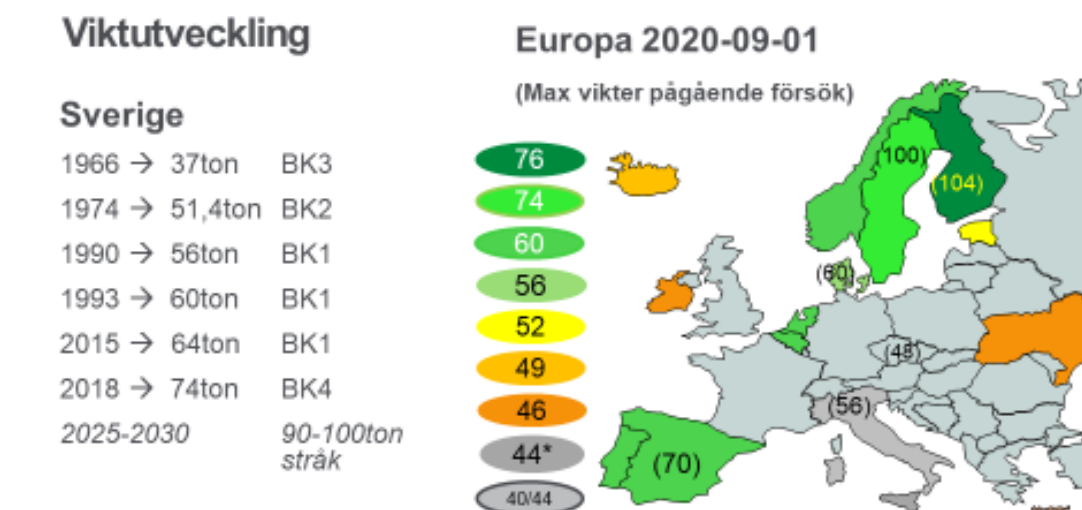 Viktutveckling
Sverige
1966 → 37ton BK3
1974 → 51,4ton BK2
1990 → 56ton BK1
1993 → 60ton BK1
2015 → 64ton BK1
2018 → 74ton BK4
2025-2030 90-100ton
stråk
Europa 2020-09-01
(Max vikter pågående försök)
76
74
60
56
52
49
46
44*
40/44
(100)
(104)
(60)
(48)
(56)
(70)